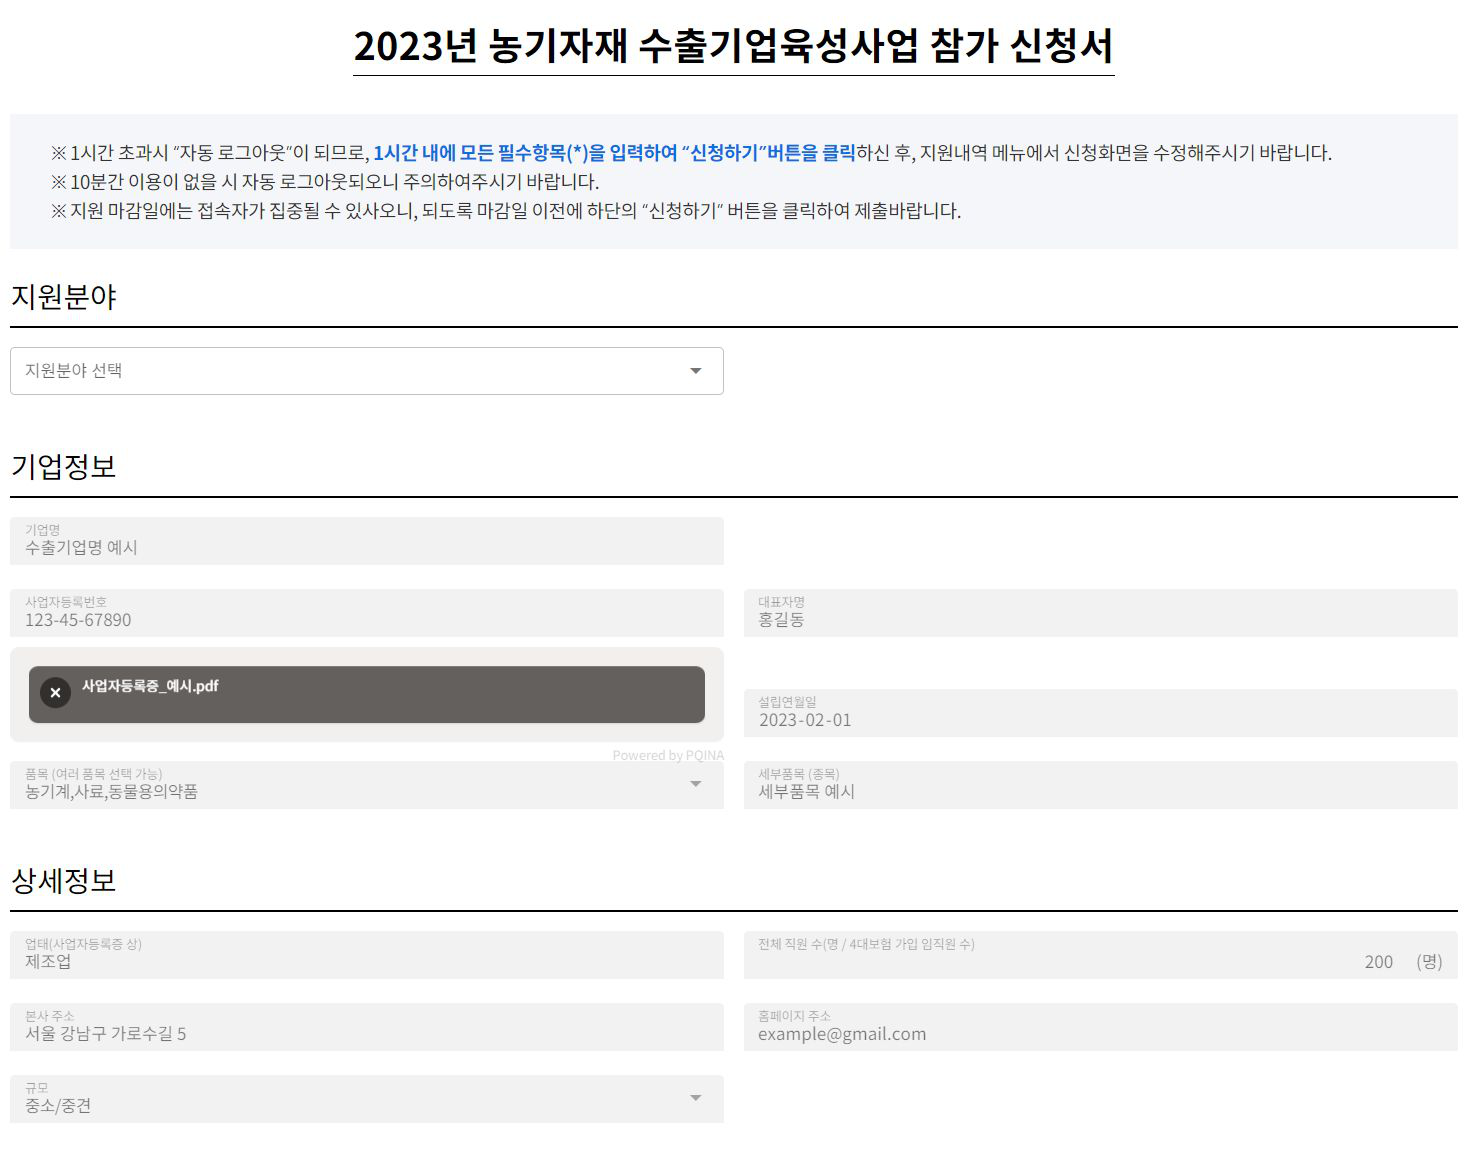 2023년 농기자재 수출기업육성사업 참가 신청서
※ 1시간 초과시 “자동 로그아웃”이 되므로, 1시간 내에 모든 필수항목(*)을 입력하여 “신청하기”버튼을 클릭하신 후, 지원내역 메뉴에서 신청화면을 수정해주시기 바랍니다.
※ 10분간 이용이 없을 시 자동 로그아웃되오니 주의하여주시기 바랍니다.
※ 지원 마감일에는 접속자가 집중될 수 있사오니, 되도록 마감일 이전에 하단의 “신청하기” 버튼을 클릭하여 제출바랍니다.
지원분야
지원분야 선택
기업정보
기업명
수출기업명 예시
사업자등록번호
123-45-67890
대표자명
홍길동
사업자등록증_예시.pdf
설립연월일
2023-02-01
Powered by PQINA
품목 (여러 품목 선택 가능)
농기계,사료,동물용의약품
세부품목 (종목)
세부품목 예시
상세정보
업태(사업자등록증 상)
제조업
전체 직원 수(명 / 4대보험 가입 임직원 수)
200 (명)
본사 주소
서울 강남구 가로수길 5
홈페이지 주소
example@gmail.com
규모
중소/중견